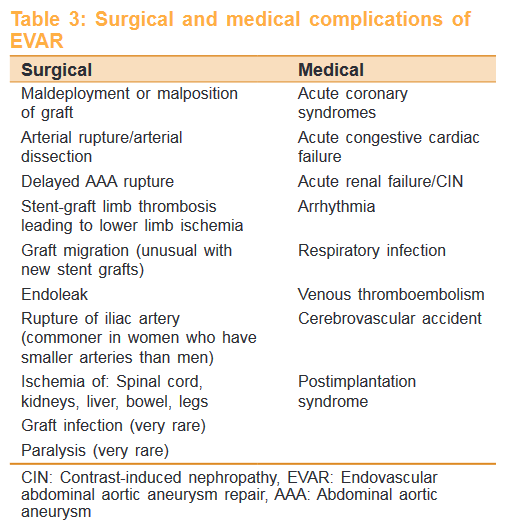 Table 3: Surgical and medical complications of
EVAR
Surgical Medical
Maldeployment or malposition Acute coronary
of graft syndromes
Arterial rupture/arterial Acute congestive cardiac
dissection failure
Delayed AAA rupture Acute renal failure/CIN
Stent-graft limb thrombosis Arrhythmia
leading to lower limb ischemia
Graft migration (unusual with Respiratory infection
new stent grafts)
Endoleak Venous thromboembolism
Rupture of iliac artery Cerebrovascular accident
(commoner in women who have
smaller arteries than men)
Ischemia of: Spinal cord, Postimplantation
kidneys, liver, bowel, legs syndrome
Graft infection (very rare)
Paralysis (very rare)
CIN: Contrast-induced nephropathy, EVAR: Endovascular
abdominal aortic aneurysm repair, AAA: Abdominal aortic
aneurysm